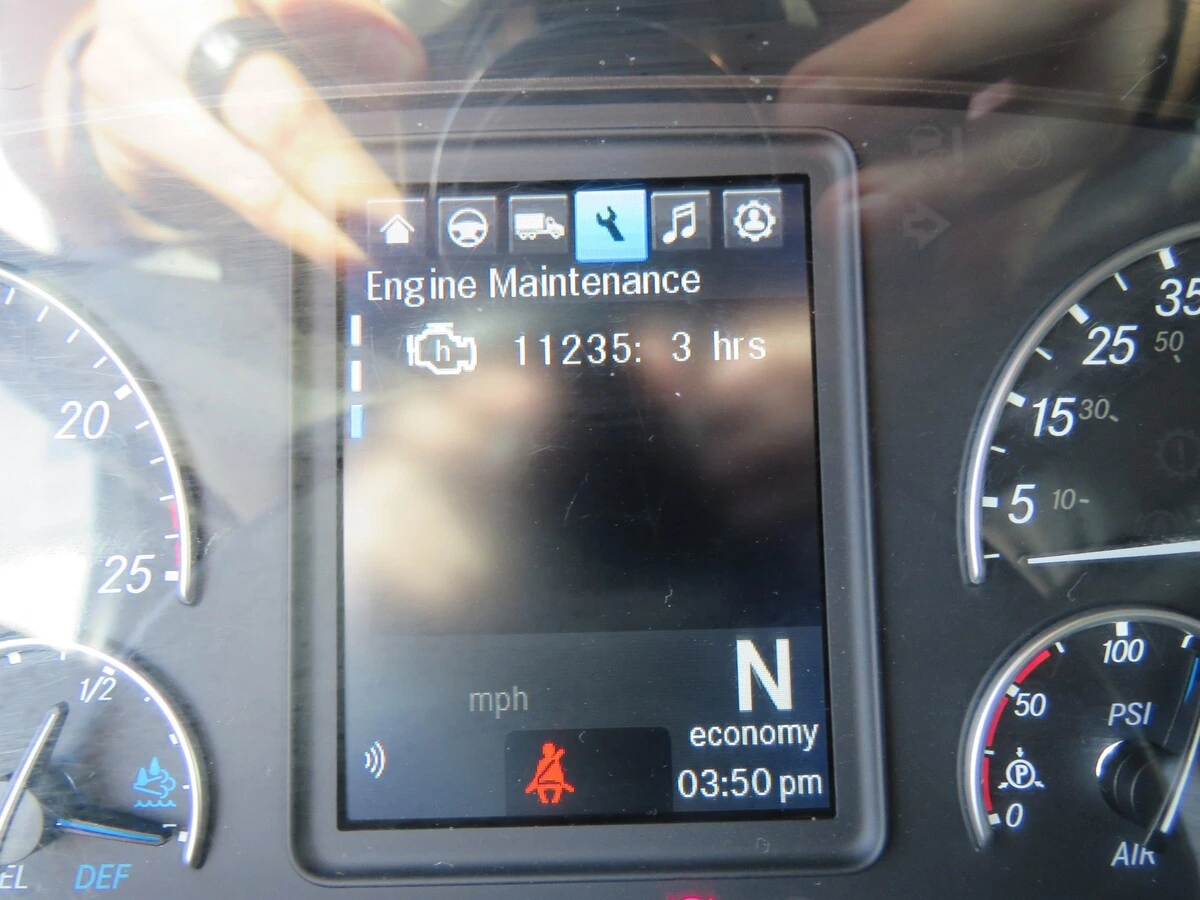 Engine Maintenance
h 11235: 3 hrs
20
25
1/2
EL
DEF
35
25 50
15 30
5 10
mph
N
economy
03:50 pm
100
50
PSI
P
0
AIR